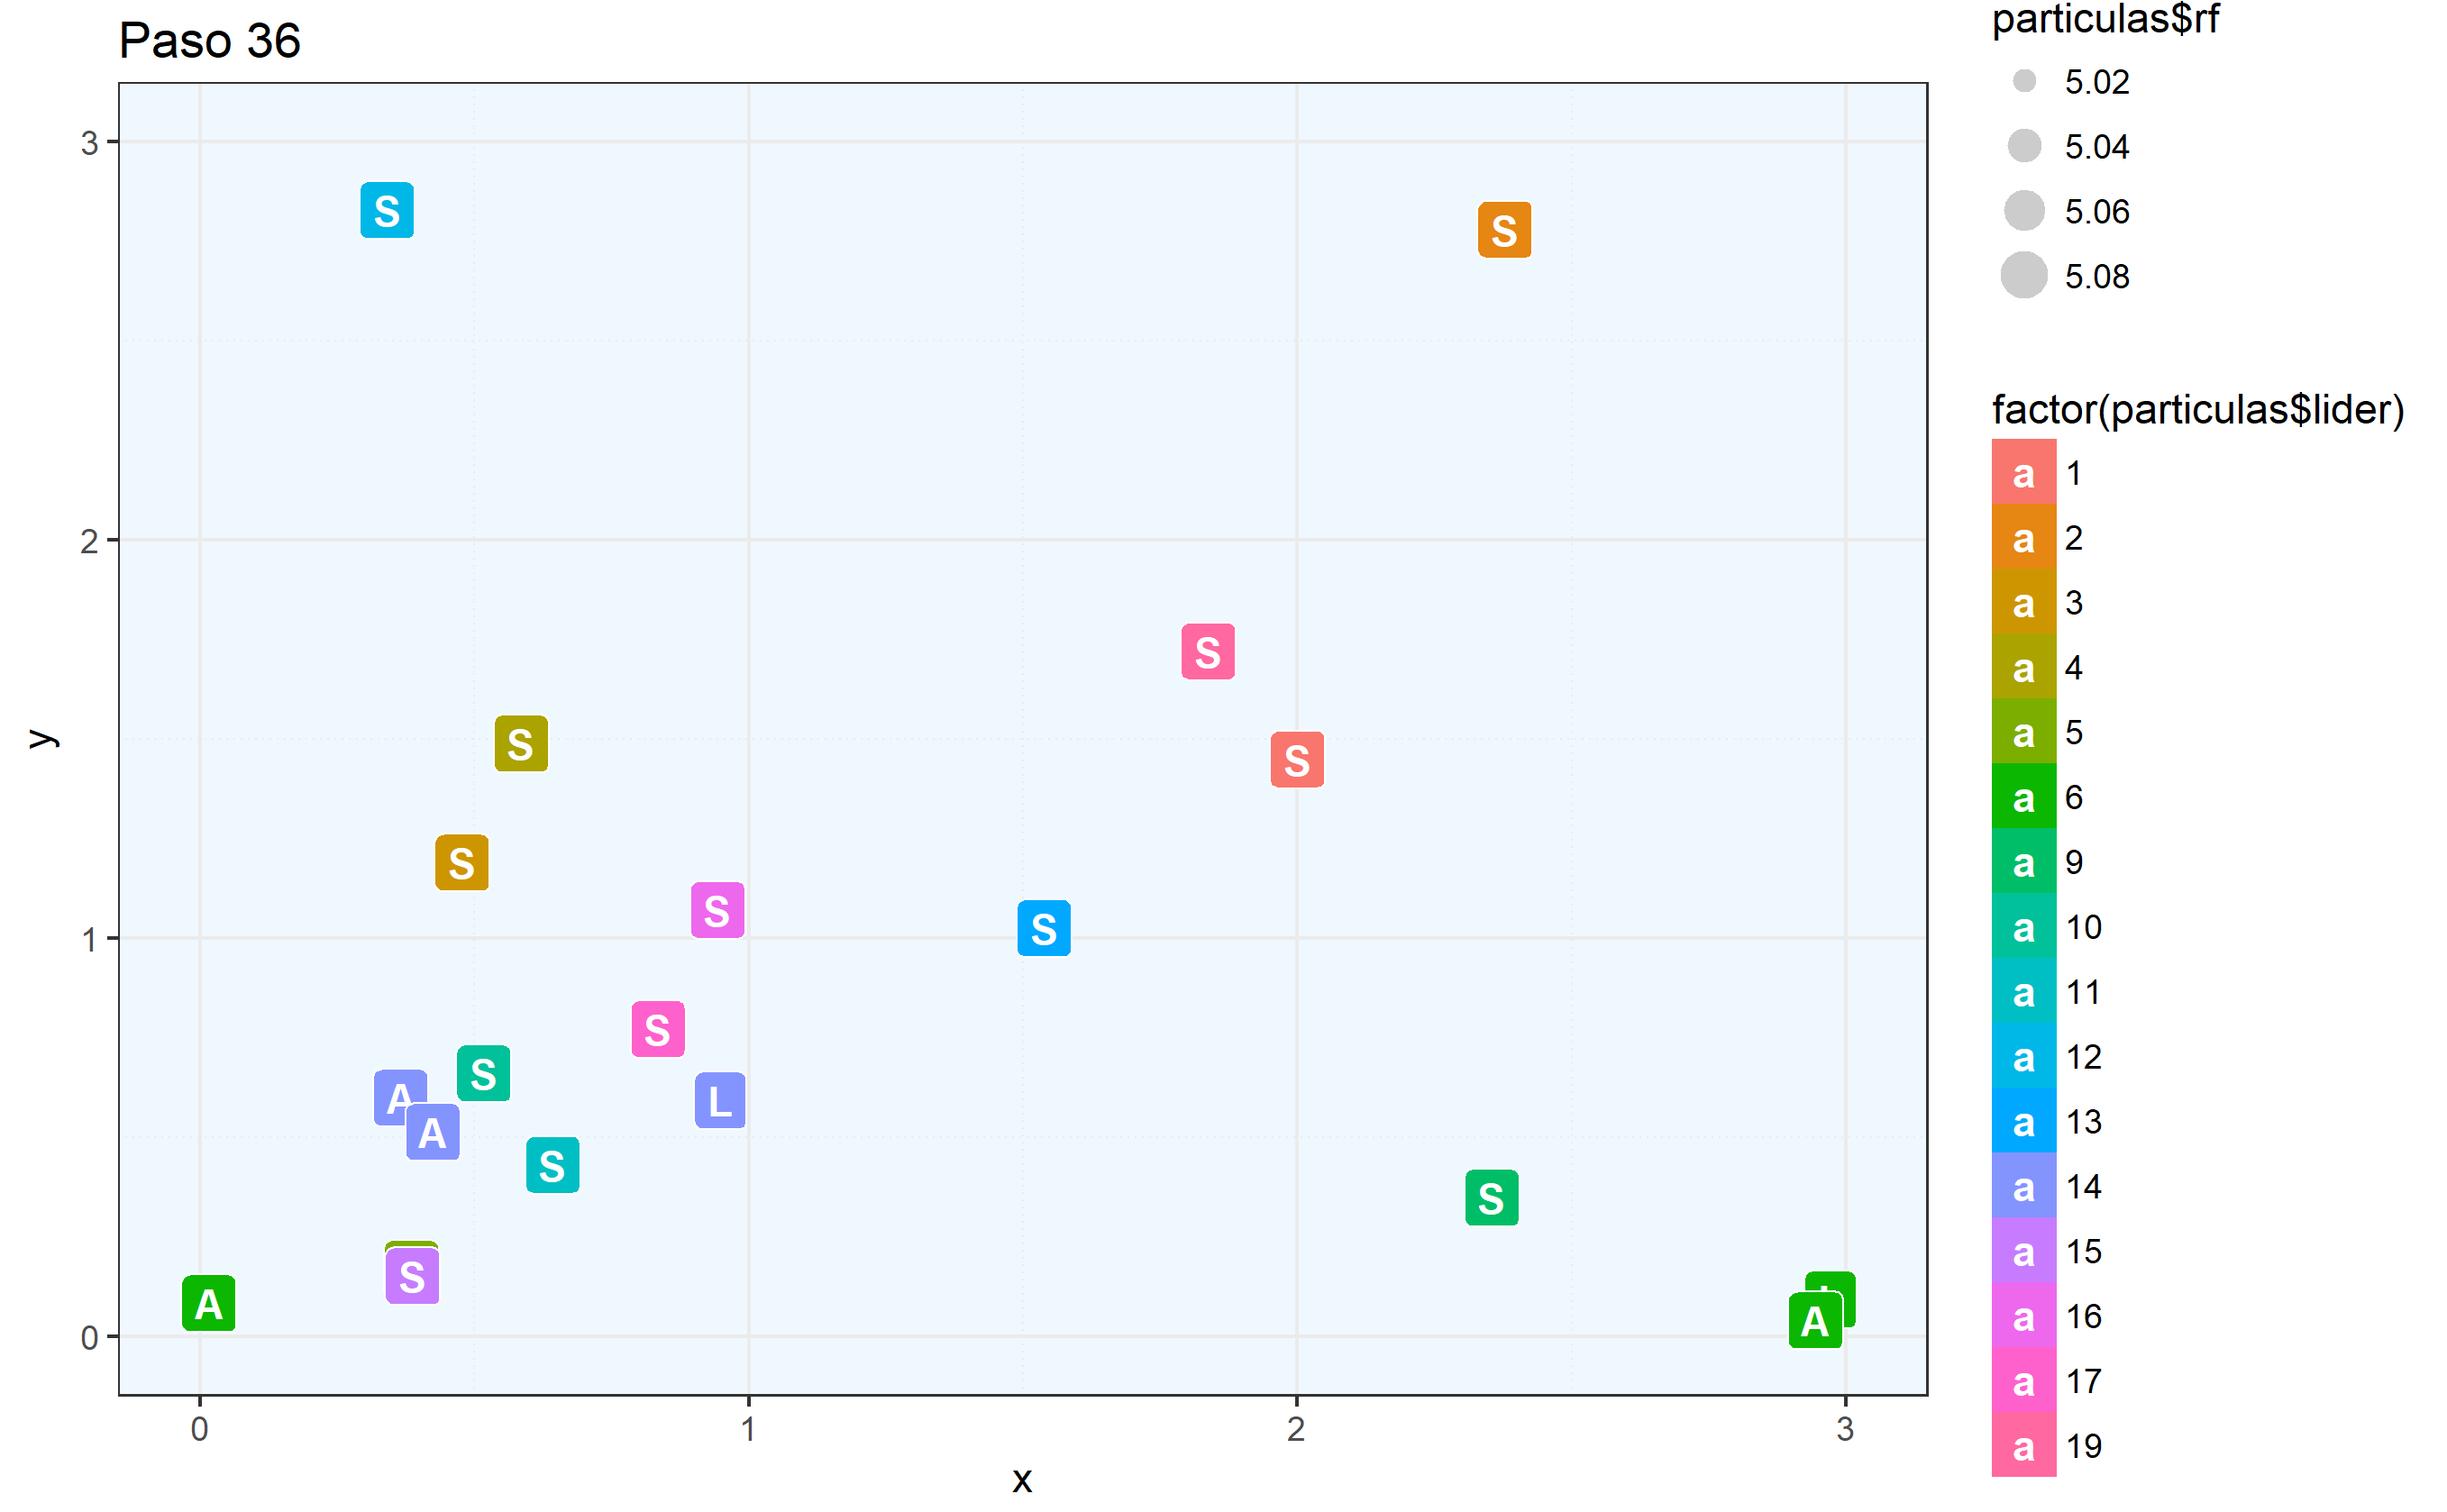 Paso 36
3
2
1
0
y
S
S
S
S
S
S
S
S
S
S
A
L
A
S
S
S
A
A
0
1
2
3
x
particulas$rf
5.02
5.04
5.06
5.08
factor(particulas$lider)
a 1
a 2
a 3
a 4
a 5
a 6
a 9
a 10
a 11
a 12
a 13
a 14
a 15
a 16
a 17
a 19